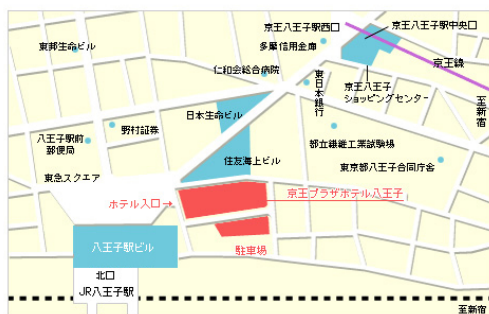 京王八王子駅西口
京王八王子駅中央口
多摩信用金庫
東邦生命ビル
仁和会総合病院
京王線
東日本銀行
京王八王子
ショッピングセンター
至新宿
日本生命ビル
野村証券
八王子駅前
郵便局
都立繊維工業試験場
住友海上ビル
東京都八王子合同庁舎
東急スクエア
ホテル入口→
京王プラザホテル八王子
八王子駅ビル
駐車場
北口
JR八王子駅
至新宿